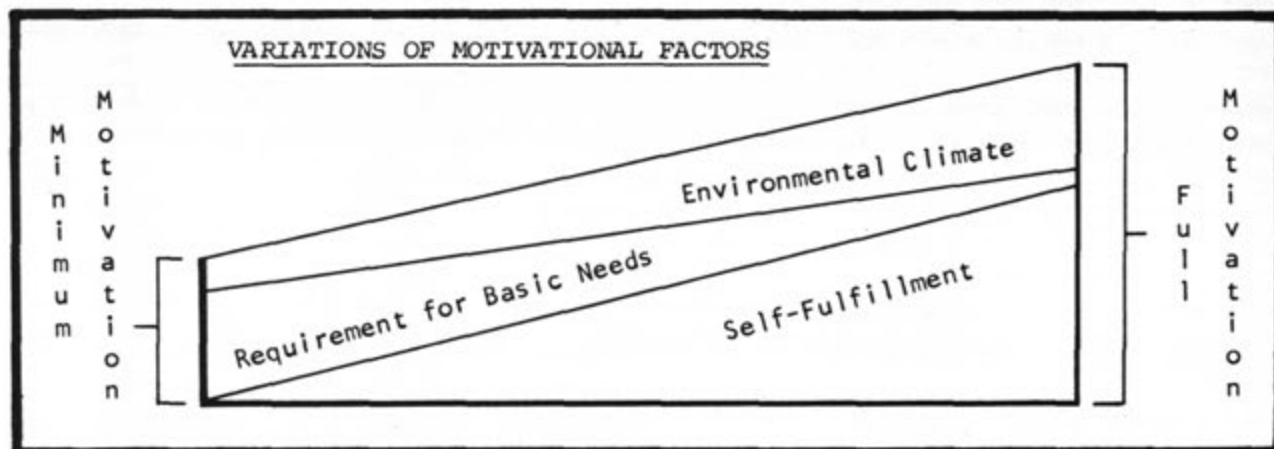 VARIATIONS OF MOTIVATIONAL FACTORS
Minimum
Motivation
Environmental Climate
Requirement for Basic Needs
Self-Fulfillment
Full
Motivation